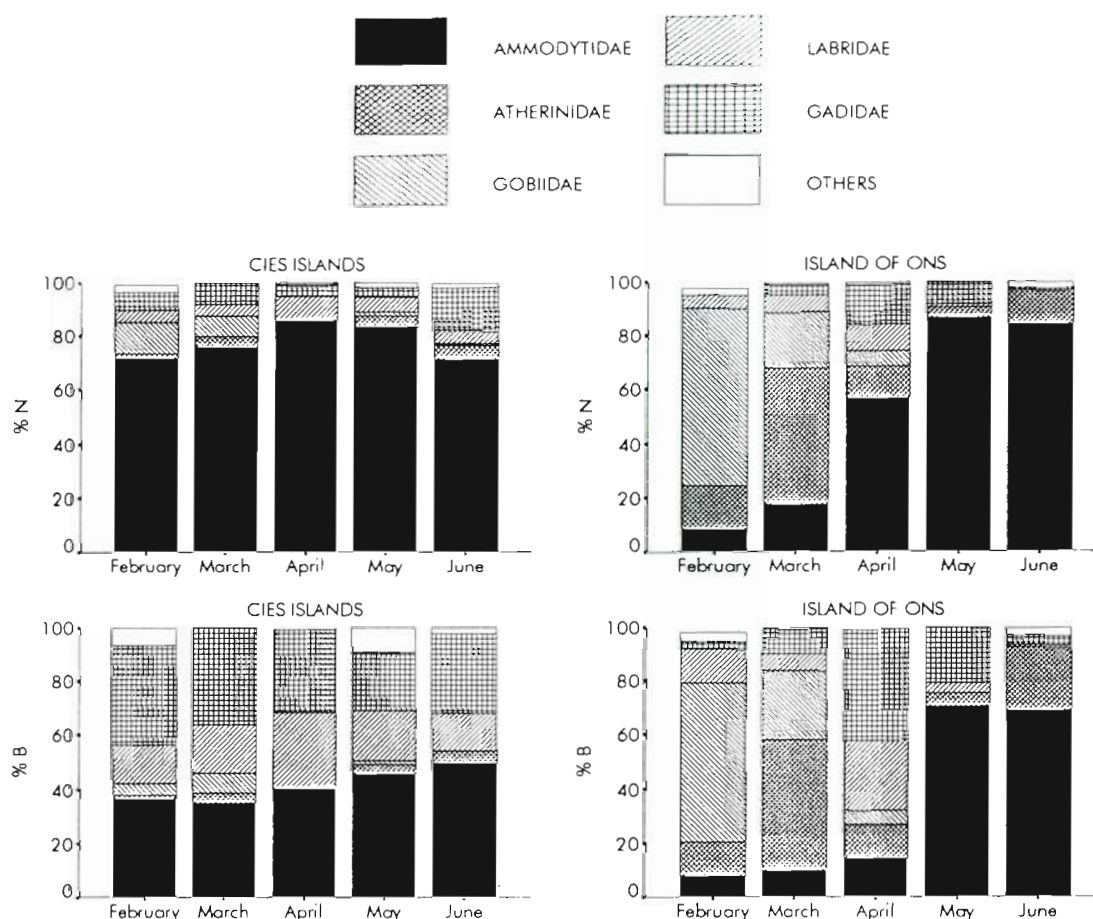 AMMODYTIDAE
LABRIDAE
ATHERINIDAE
GADIDAE
GOBIIDAE
OTHERS
CIES ISLANDS
% N
100
80
60
40
20
0
February March April May June
ISLAND OF ONS
% N
100
80
60
40
20
0
February March April May June
CIES ISLANDS
% B
100
80
60
40
20
0
February March April May June
ISLAND OF ONS
% B
100
80
60
40
20
0
February March April May June